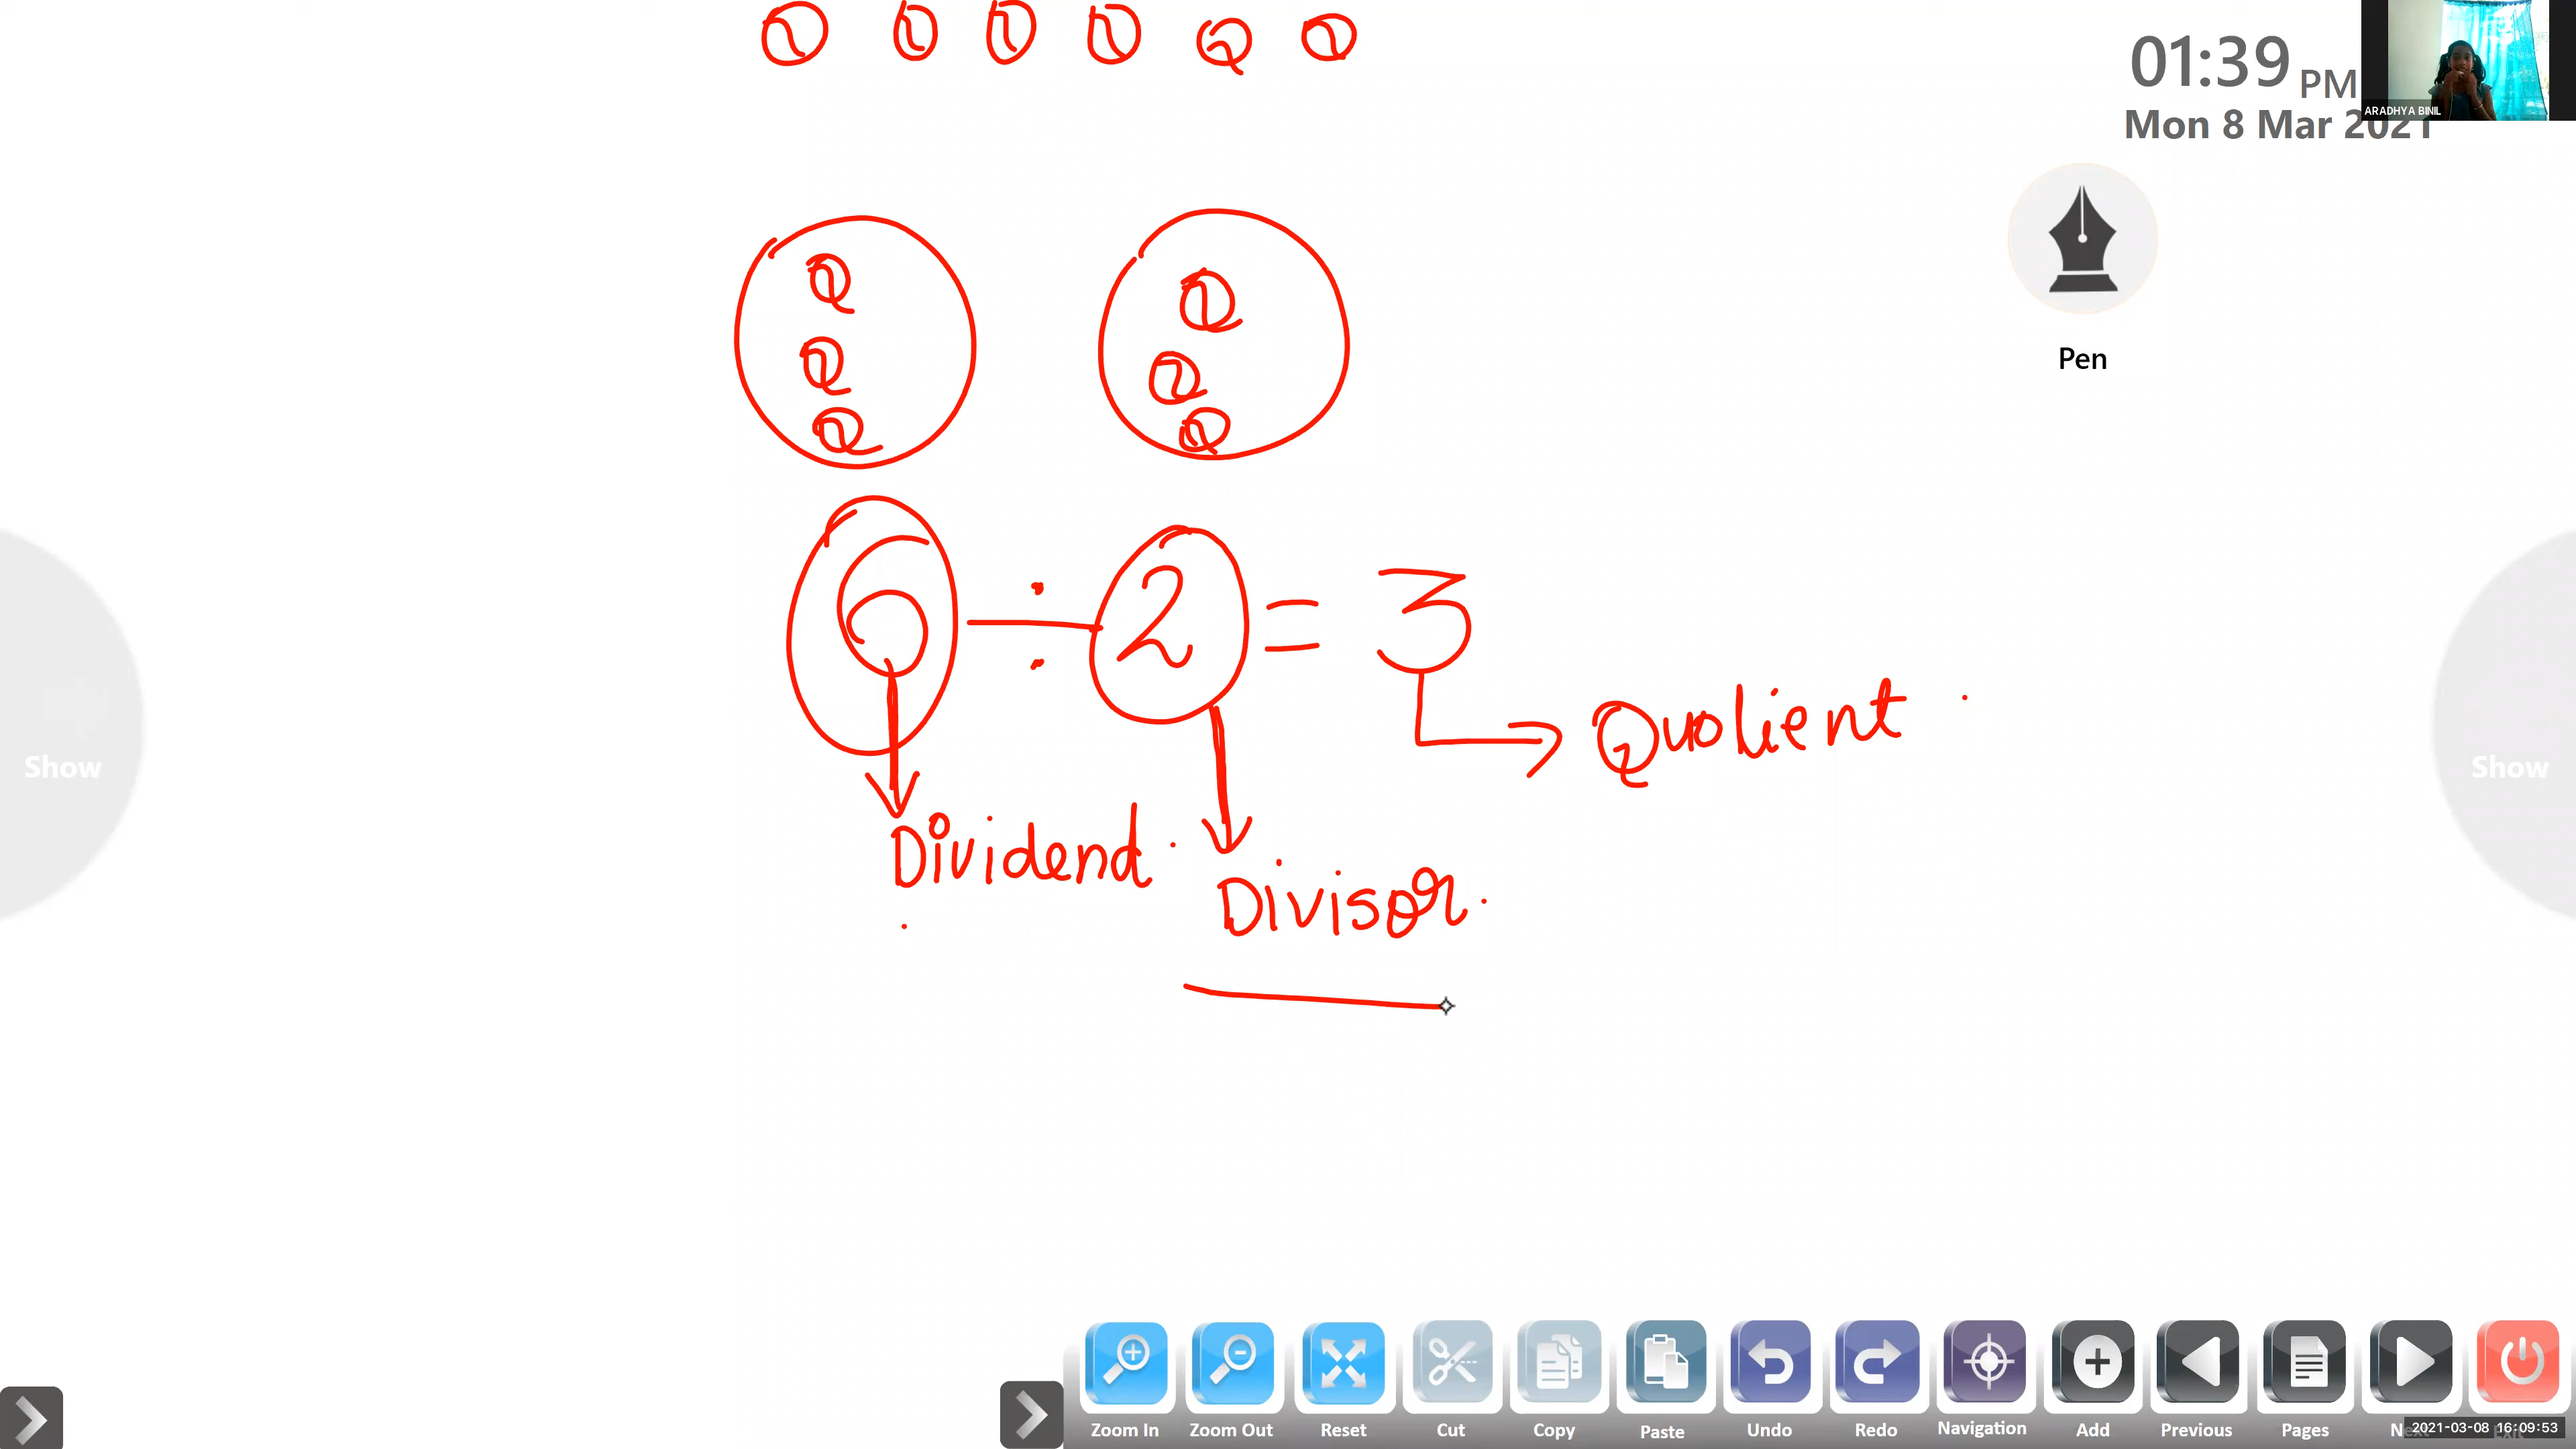 01:39 PM
ARADHYA BINIL
Mon 8 Mar 2021
Pen
6 ÷ 2 = 3
Quotient
Show
Show
Dividend.
Divisor.
Zoom In Zoom Out Reset Cut Copy Paste Undo Redo Navigation Add Previous Pages
2021-03-08 16:09:53